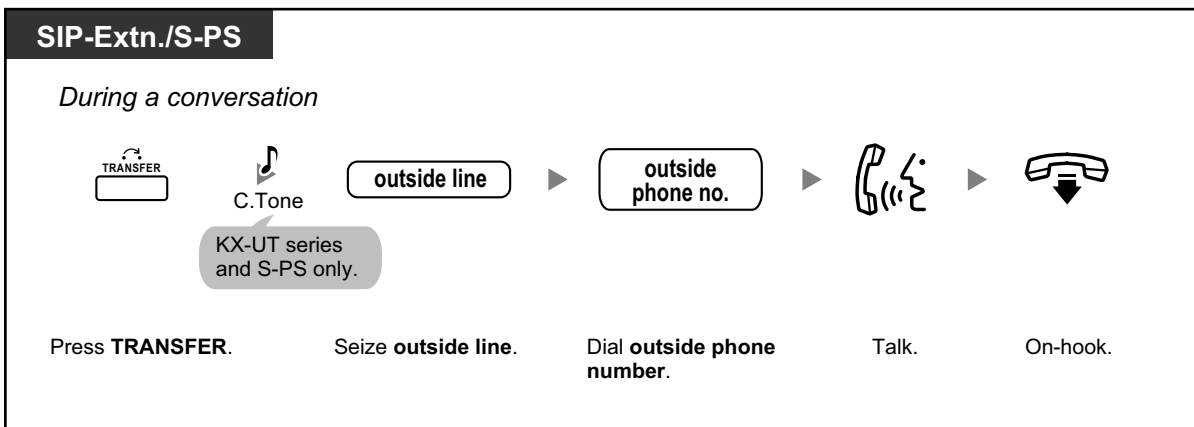 SIP-Extn./S-PS
During a conversation
TRANSFER
C.Tone
KX-UT series
and S-PS only.
outside line
outside
phone no.
Press TRANSFER.
Seize outside line.
Dial outside phone
number.
Talk.
On-hook.